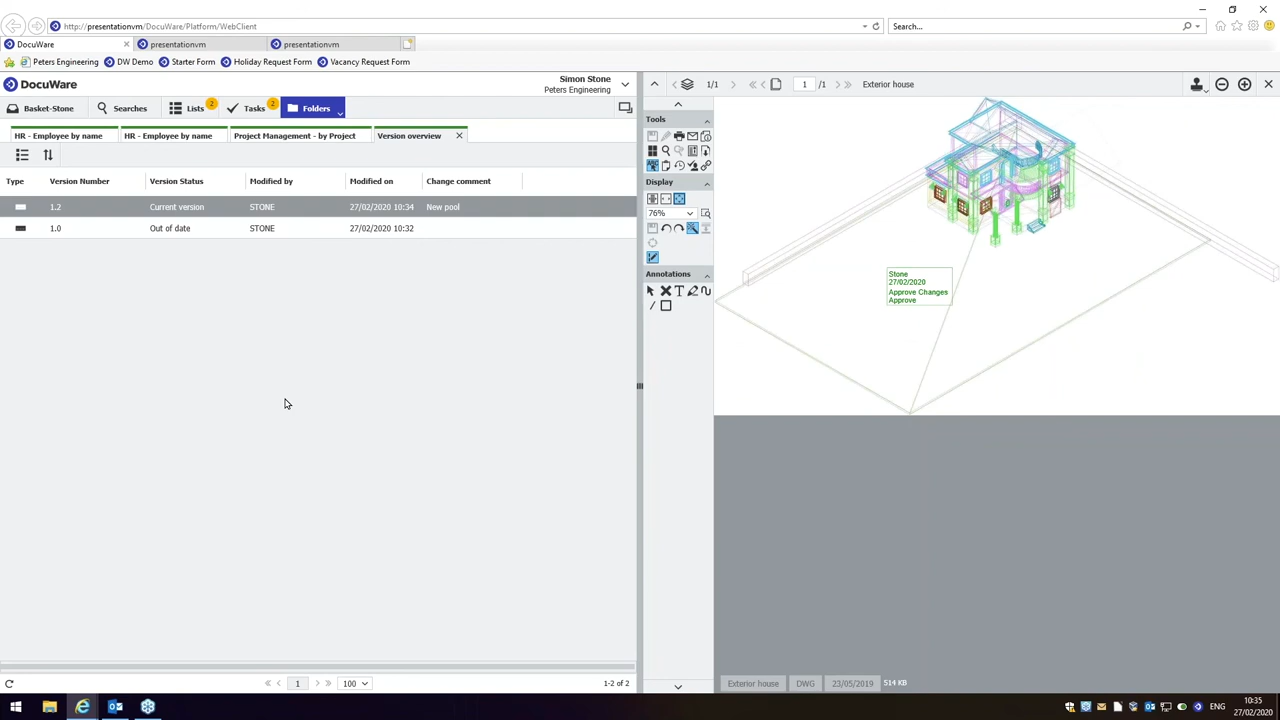 http://presentationvm/DocuWare/Platform/WebClient
Search...
DocuWare
presentationvm
presentationvm
Peters Engineering
DW Demo
Starter Form
Holiday Request Form
Vacancy Request Form
DocuWare
Simon Stone
Peters Engineering
1/1
1
/1
Exterior house
Basket-Stone
Searches
Lists
2
Tasks
2
Folders
HR - Employee by name
HR - Employee by name
Project Management - by Project
Version overview
Tools
Type
Version Number
Version Status
Modified by
Modified on
Change comment
Display
1.2
Current version
STONE
27/02/2020 10:34
New pool
76%
1.0
Out of date
STONE
27/02/2020 10:32
Annotations
Stone
27/02/2020
Approve Changes
Approve
1
100
1-2 of 2
Exterior house
DWG
23/05/2019
514 KB
ENG
10:35
27/02/2020